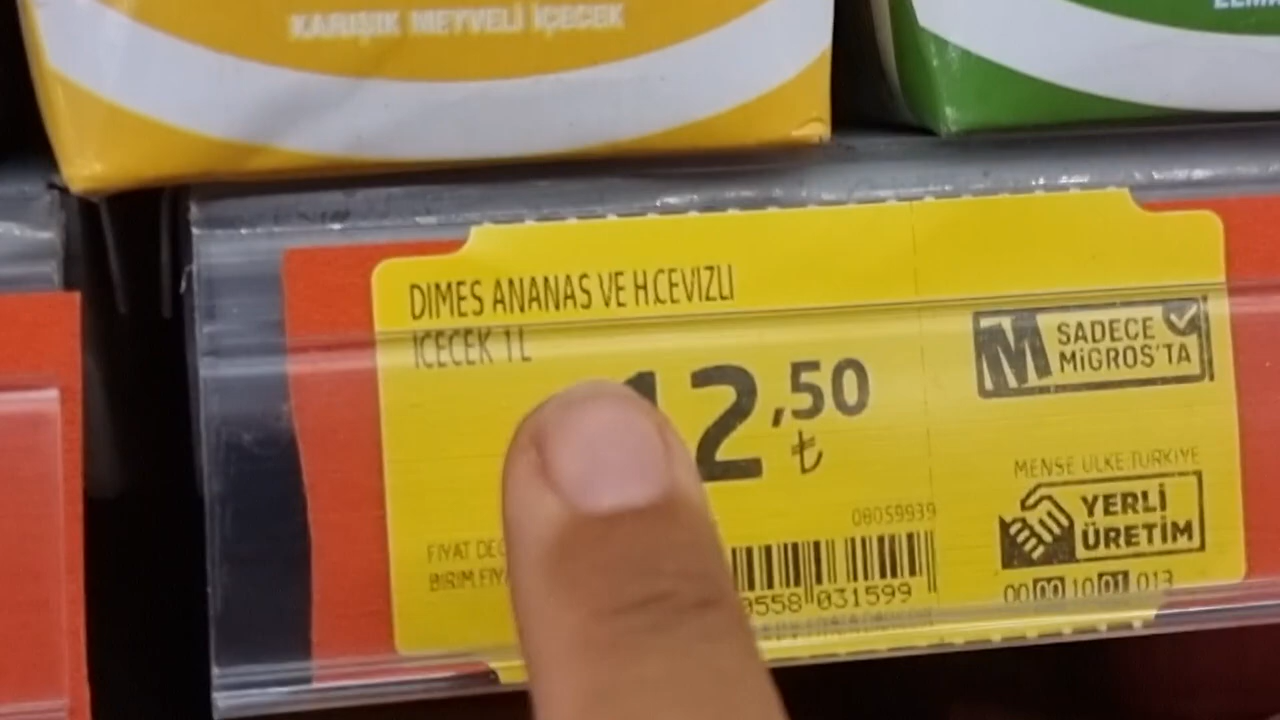 KARIŞIK MEYVELİ İÇECEK
DIMES ANANAS VE H.CEVIZLI
ICECEK 1 L
12,50
₺
M SADECE
MİGROS'TA
MENSE ULKE:TURKIYE
YERLİ
ÜRETİM
08059939
FIYAT DEG
BIRIM.FIY
0558 031599
00 00 10 01 013